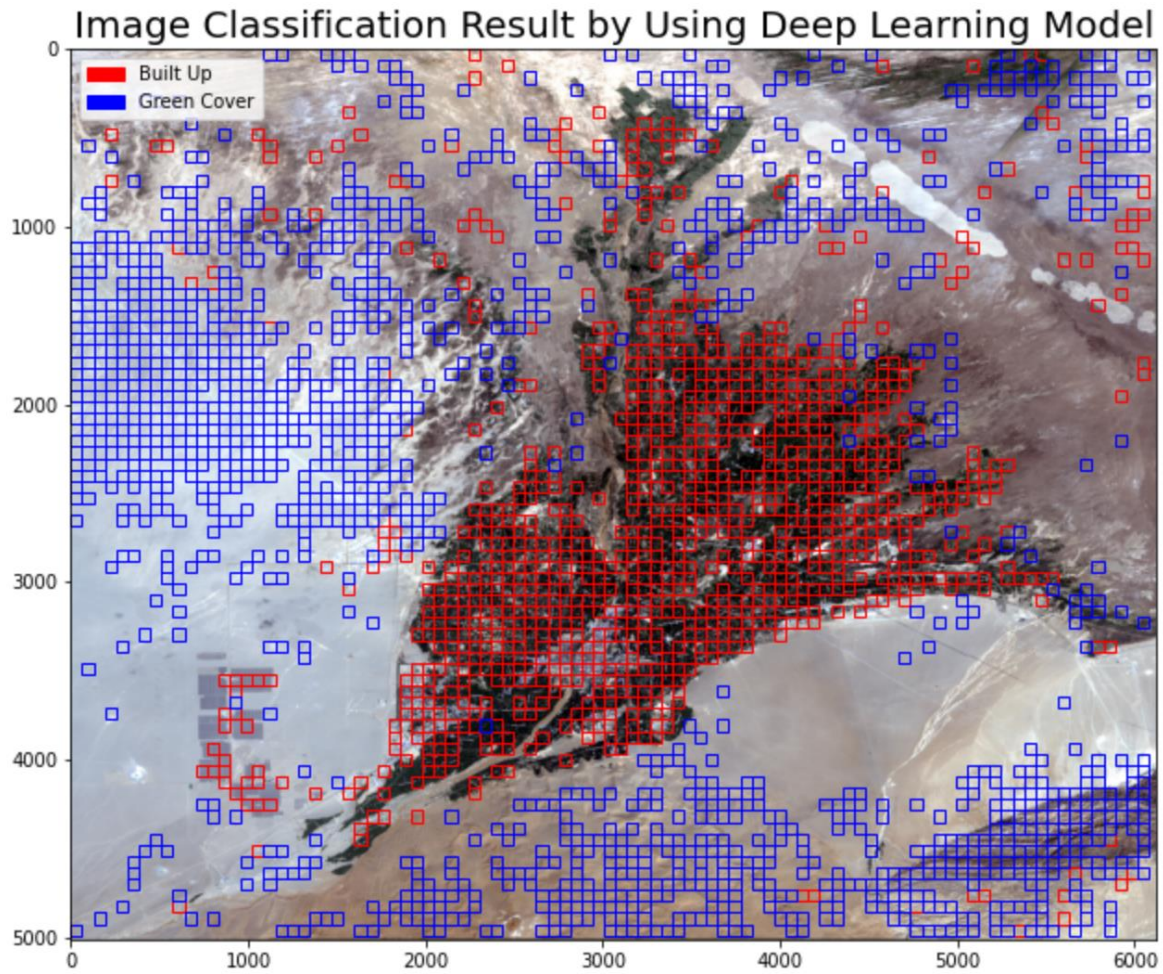 Image Classification Result by Using Deep Learning Model
Built Up
Green Cover
0
1000
2000
3000
4000
5000
0 1000 2000 3000 4000 5000 6000